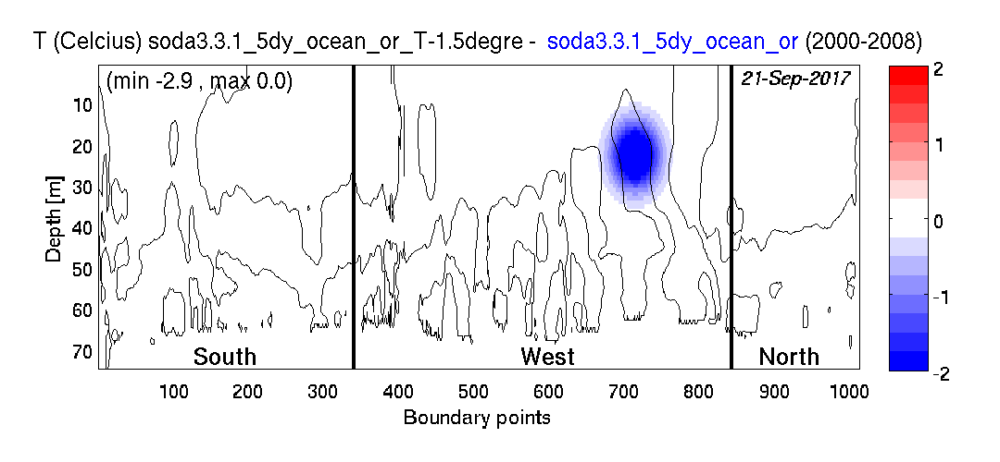 T (Celcius) soda3.3.1_5dy_ocean_or_T-1.5degre - soda3.3.1_5dy_ocean_or (2000-2008)
(min -2.9 , max 0.0)
21-Sep-2017
Depth [m]
10
20
30
40
50
60
70
South
West
North
100
200
300
400
500
600
700
800
900
1000
Boundary points
2
1
0
-1
-2